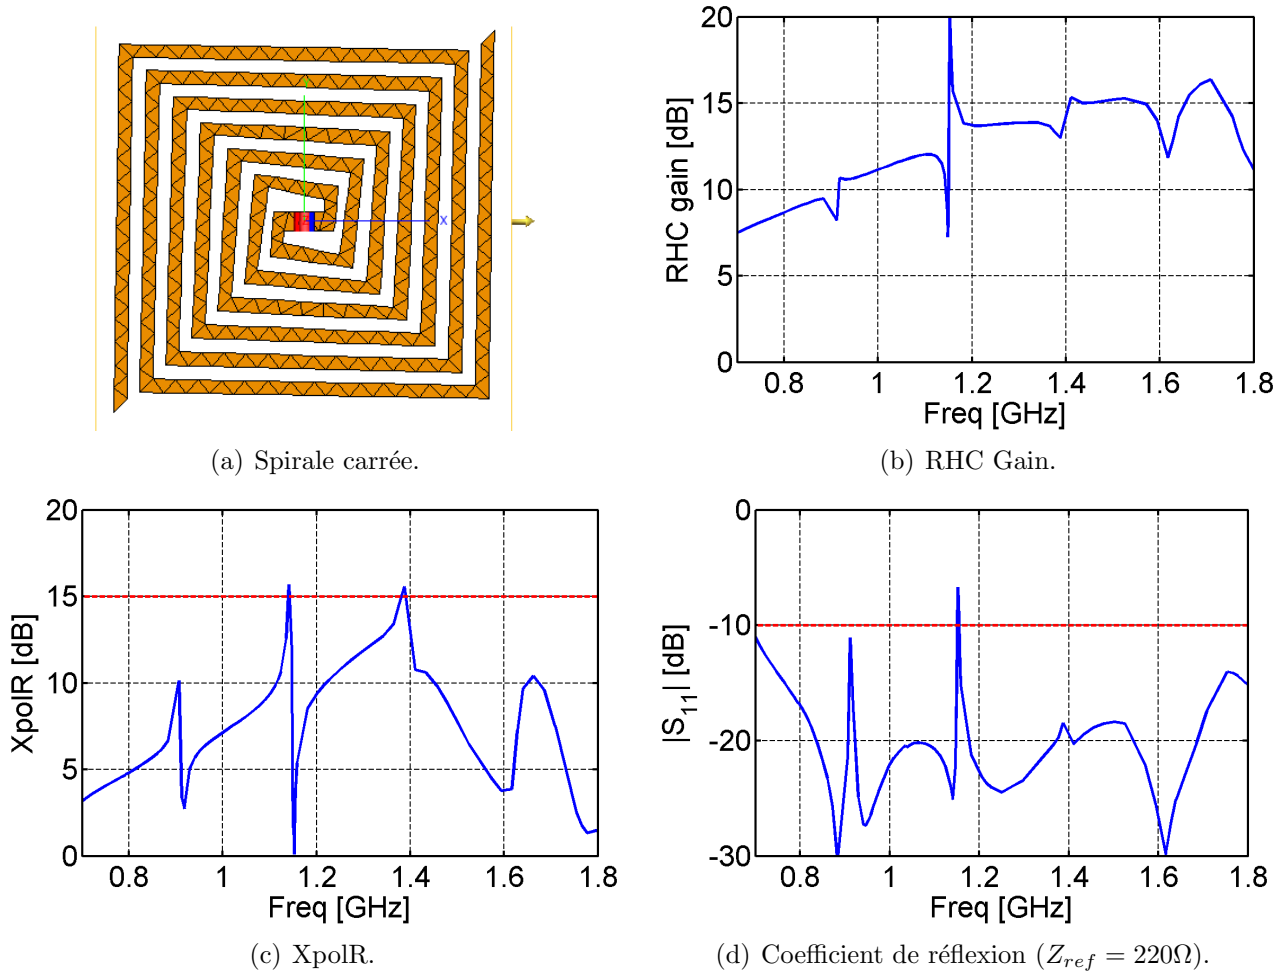 X
(a) Spirale carrée.
20
15
10
5
0
RHC gain [dB]
0.8 1 1.2 1.4 1.6 1.8
Freq [GHz]
(b) RHC Gain.
20
15
10
5
0
XpolR [dB]
0.8 1 1.2 1.4 1.6 1.8
Freq [GHz]
(c) XpolR.
0
-10
-20
-30
|S11| [dB]
0.8 1 1.2 1.4 1.6 1.8
Freq [GHz]
(d) Coefficient de réflexion (Zref = 220Ω).